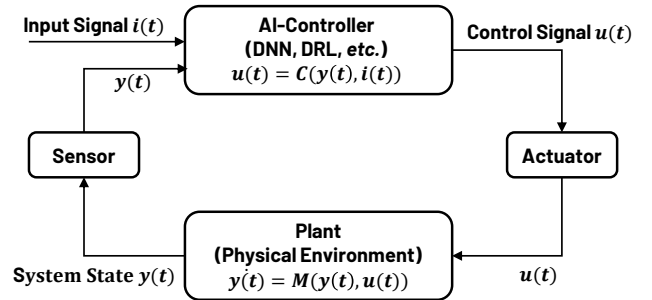 Input Signal i(t)
AI-Controller
(DNN, DRL, etc.)
u(t) = C(y(t), i(t))
Control Signal u(t)
y(t)
Sensor
Actuator
Plant
(Physical Environment)
ẏ(t) = M(y(t), u(t))
System State y(t)
u(t)